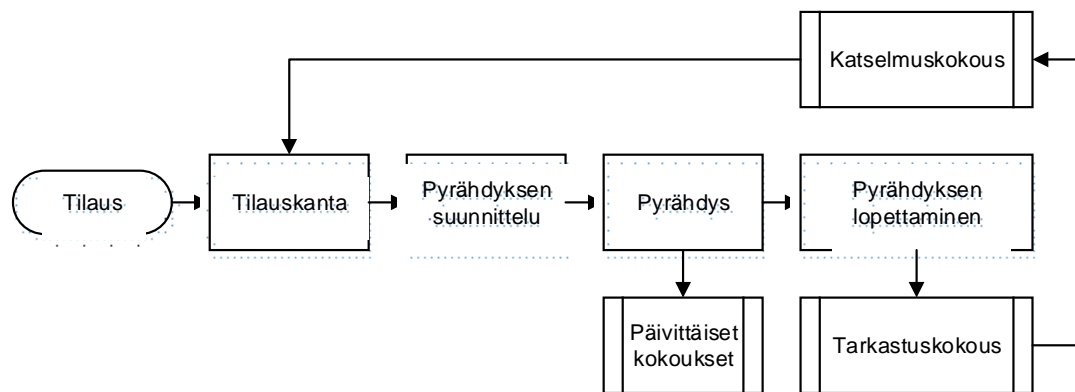 Katselmuskokous
Tilaus
Tilauskanta
Pyrähdyksen
suunnittelu
Pyrähdys
Pyrähdyksen
lopettaminen
Päivittäiset
kokoukset
Tarkastuskokous